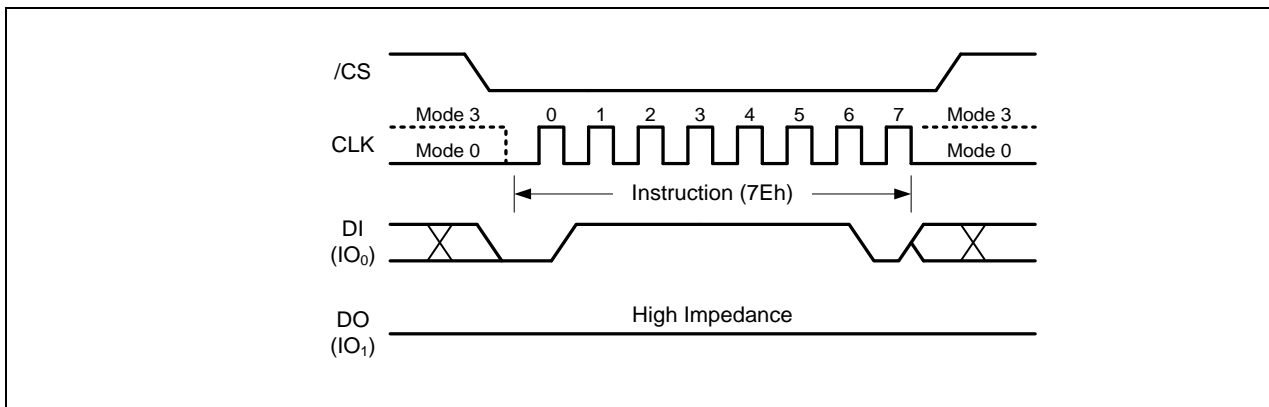 /CS
Mode 3 0 1 2 3 4 5 6 7 Mode 3
CLK
Mode 0 Mode 0
Instruction (7Eh)
DI
(IO₀)
High Impedance
DO
(IO₁)